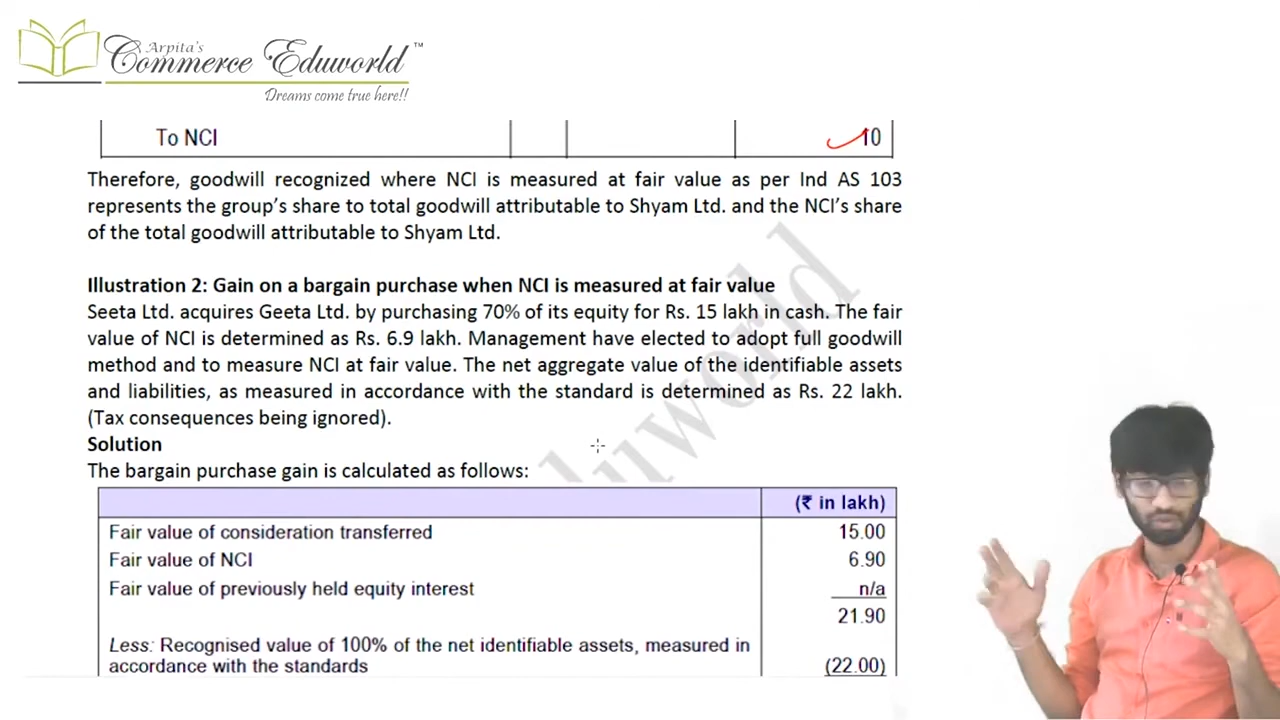 Arpita's
Commerce Eduworld™
Dreams come true here!!
To NCI 10
Therefore, goodwill recognized where NCI is measured at fair value as per Ind AS 103
represents the group's share to total goodwill attributable to Shyam Ltd. and the NCI's share
of the total goodwill attributable to Shyam Ltd.
Illustration 2: Gain on a bargain purchase when NCI is measured at fair value
Seeta Ltd. acquires Geeta Ltd. by purchasing 70% of its equity for Rs. 15 lakh in cash. The fair
value of NCI is determined as Rs. 6.9 lakh. Management have elected to adopt full goodwill
method and to measure NCI at fair value. The net aggregate value of the identifiable assets
and liabilities, as measured in accordance with the standard is determined as Rs. 22 lakh.
(Tax consequences being ignored).
Solution
The bargain purchase gain is calculated as follows:
(₹ in lakh)
Fair value of consideration transferred 15.00
Fair value of NCI 6.90
Fair value of previously held equity interest n/a
21.90
Less: Recognised value of 100% of the net identifiable assets, measured in
accordance with the standards (22.00)